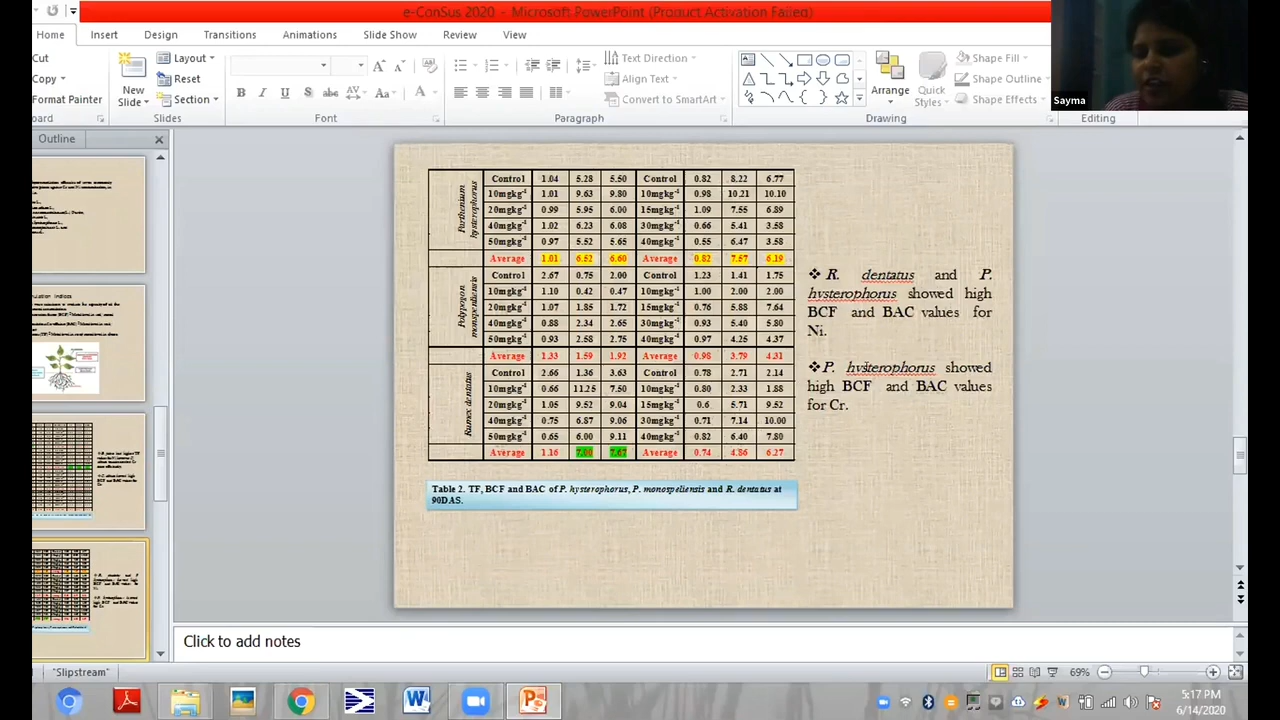 e-ConSus 2020 - Microsoft PowerPoint (Product Activation Failed)
Home Insert Design Transitions Animations Slide Show Review View
Cut
Copy
Format Painter
New Slide
Layout
Reset
Section
Slides
Font
Text Direction
Align Text
Convert to SmartArt
Paragraph
Arrange
Quick Styles
Shape Fill
Shape Outline
Shape Effects
Drawing
Editing
Sayma
Outline
Parthenium hysterophorus
Control 1.04 5.28 5.50 Control 0.82 8.22 6.77
10mgkg-1 1.01 9.63 9.80 10mgkg-1 0.98 10.21 10.10
20mgkg-1 0.99 5.95 6.00 15mgkg-1 1.09 7.55 6.89
40mgkg-1 1.02 6.23 6.08 30mgkg-1 0.66 5.41 3.58
50mgkg-1 0.97 5.52 5.65 40mgkg-1 0.55 6.47 3.58
Average 1.01 6.52 6.60 Average 0.82 7.57 6.19
Polypogon monspeliensis
Control 2.67 0.75 2.00 Control 1.23 1.41 1.75
10mgkg-1 1.10 0.42 0.47 10mgkg-1 1.00 2.00 2.00
20mgkg-1 1.07 1.85 1.72 15mgkg-1 0.76 5.88 7.64
40mgkg-1 0.88 2.34 2.65 30mgkg-1 0.93 5.40 5.80
50mgkg-1 0.93 2.58 2.75 40mgkg-1 0.97 4.25 4.37
Average 1.33 1.59 1.92 Average 0.98 3.79 4.31
Rumex dentatus
Control 2.66 1.36 3.63 Control 0.78 2.71 2.14
10mgkg-1 0.66 11.25 7.50 10mgkg-1 0.80 2.33 1.88
20mgkg-1 1.05 9.52 9.04 15mgkg-1 0.6 5.71 9.52
40mgkg-1 0.75 6.87 9.06 30mgkg-1 0.71 7.14 10.00
50mgkg-1 0.65 6.00 9.11 40mgkg-1 0.82 6.40 7.80
Average 1.16 7.00 7.67 Average 0.74 4.86 6.27
Table 2. TF, BCF and BAC of P. hysterophorus, P. monspeliensis and R. dentatus at
90DAS.
❖ R. dentatus and P.
hysterophorus showed high
BCF and BAC values for
Ni.
❖ P. hysterophorus showed
high BCF and BAC values
for Cr.
Click to add notes
"Slipstream"
69%
5:17 PM
6/14/2020